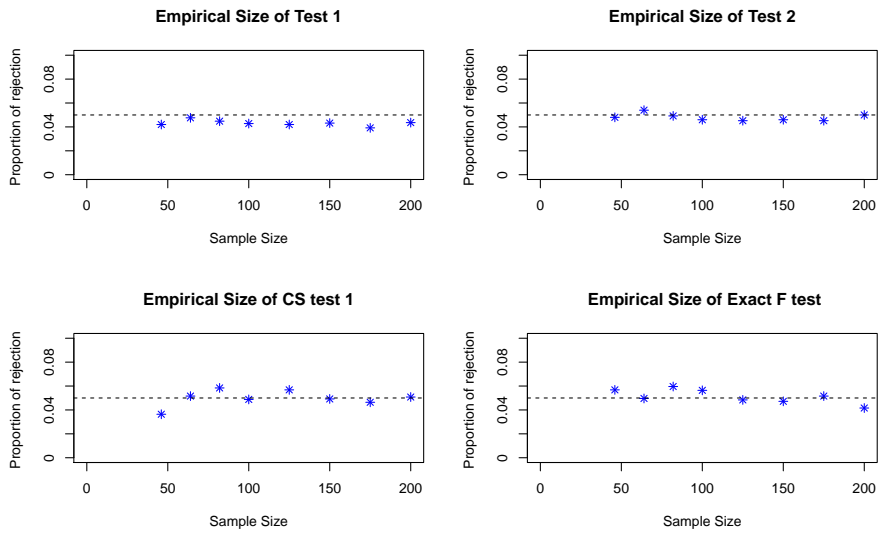 Empirical Size of Test 1
Proportion of rejection
0.08
0.04
0
0 50 100 150 200
Sample Size
Empirical Size of Test 2
Proportion of rejection
0.08
0.04
0
0 50 100 150 200
Sample Size
Empirical Size of CS test 1
Proportion of rejection
0.08
0.04
0
0 50 100 150 200
Sample Size
Empirical Size of Exact F test
Proportion of rejection
0.08
0.04
0
0 50 100 150 200
Sample Size